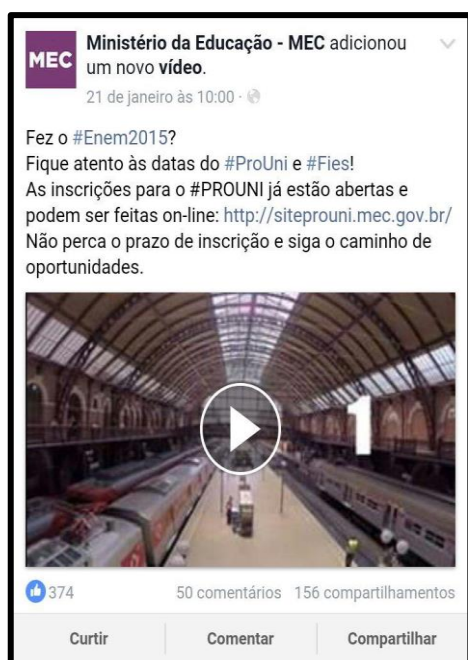 MEC
Ministério da Educação - MEC adicionou
um novo vídeo.
21 de janeiro às 10:00 ·
Fez o #Enem2015?
Fique atento às datas do #ProUni e #Fies!
As inscrições para o #PROUNI já estão abertas e
podem ser feitas on-line: http://siteprouni.mec.gov.br/
Não perca o prazo de inscrição e siga o caminho de
oportunidades.
1
374 50 comentários 156 compartilhamentos
Curtir Comentar Compartilhar